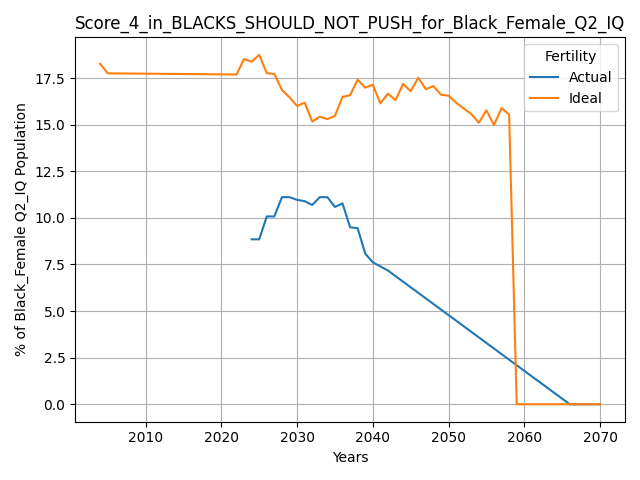 Score_4_in_BLACKS_SHOULD_NOT_PUSH_for_Black_Female_Q2_IQ
Fertility
Actual
Ideal
% of Black_Female Q2_IQ Population
17.5
15.0
12.5
10.0
7.5
5.0
2.5
0.0
2010 2020 2030 2040 2050 2060 2070
Years